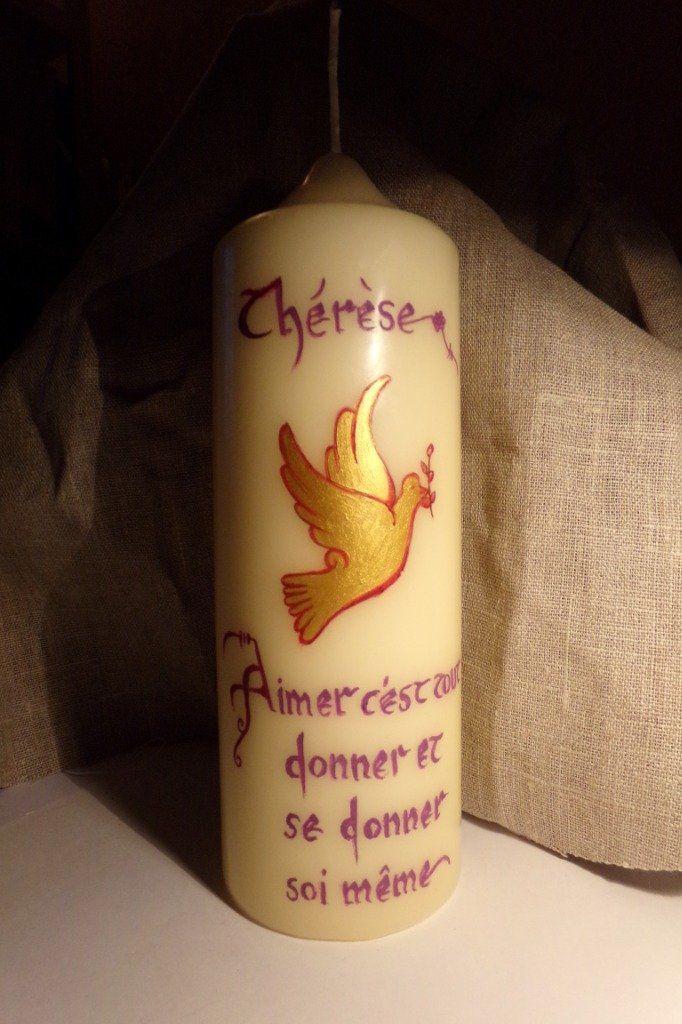 Thérèse
Aimer c'est tout
donner et
se donner
soi même